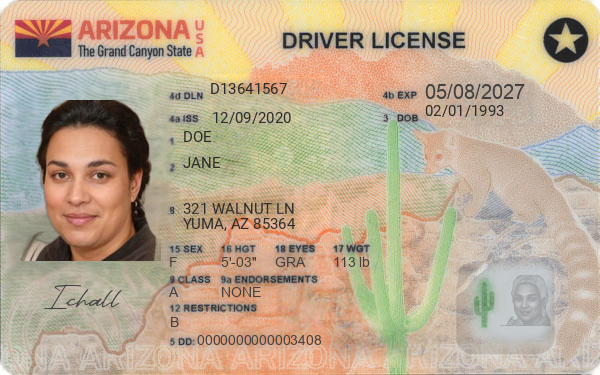 ARIZONA USA
The Grand Canyon State
DRIVER LICENSE
4d DLN D13641567
4b EXP 05/08/2027
4a ISS 12/09/2020
3 DOB 02/01/1993
1 DOE
2 JANE
8 321 WALNUT LN
YUMA, AZ 85364
15 SEX 16 HGT 18 EYES 17 WGT
F 5'-03" GRA 113 lb
9 CLASS 9a ENDORSEMENTS
A NONE
12 RESTRICTIONS
B
5 DD: 0000000000003408
Ichall
ARIZONA ARIZONA ARIZONA ARIZONA